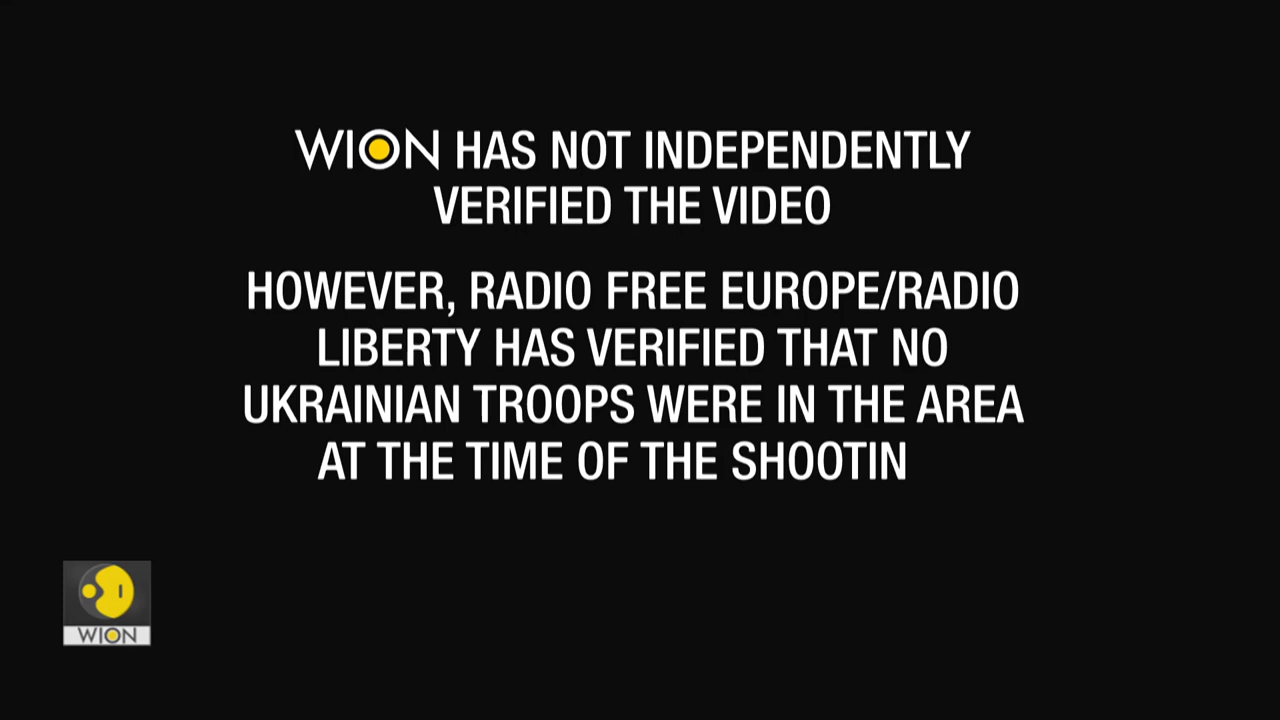 WION HAS NOT INDEPENDENTLY
VERIFIED THE VIDEO
HOWEVER, RADIO FREE EUROPE/RADIO
LIBERTY HAS VERIFIED THAT NO
UKRAINIAN TROOPS WERE IN THE AREA
AT THE TIME OF THE SHOOTIN
WION